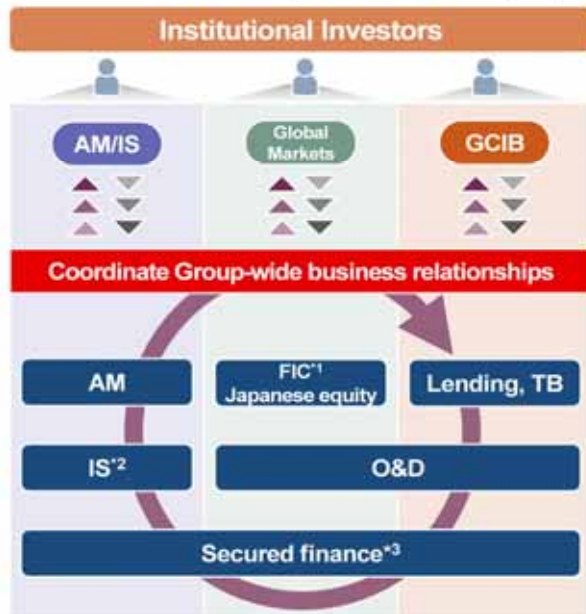 Institutional Investors
AM/IS
Global
Markets
GCIB
Coordinate Group-wide business relationships
AM
FIC*1
Japanese equity
Lending, TB
IS*2
O&D
Secured finance*3